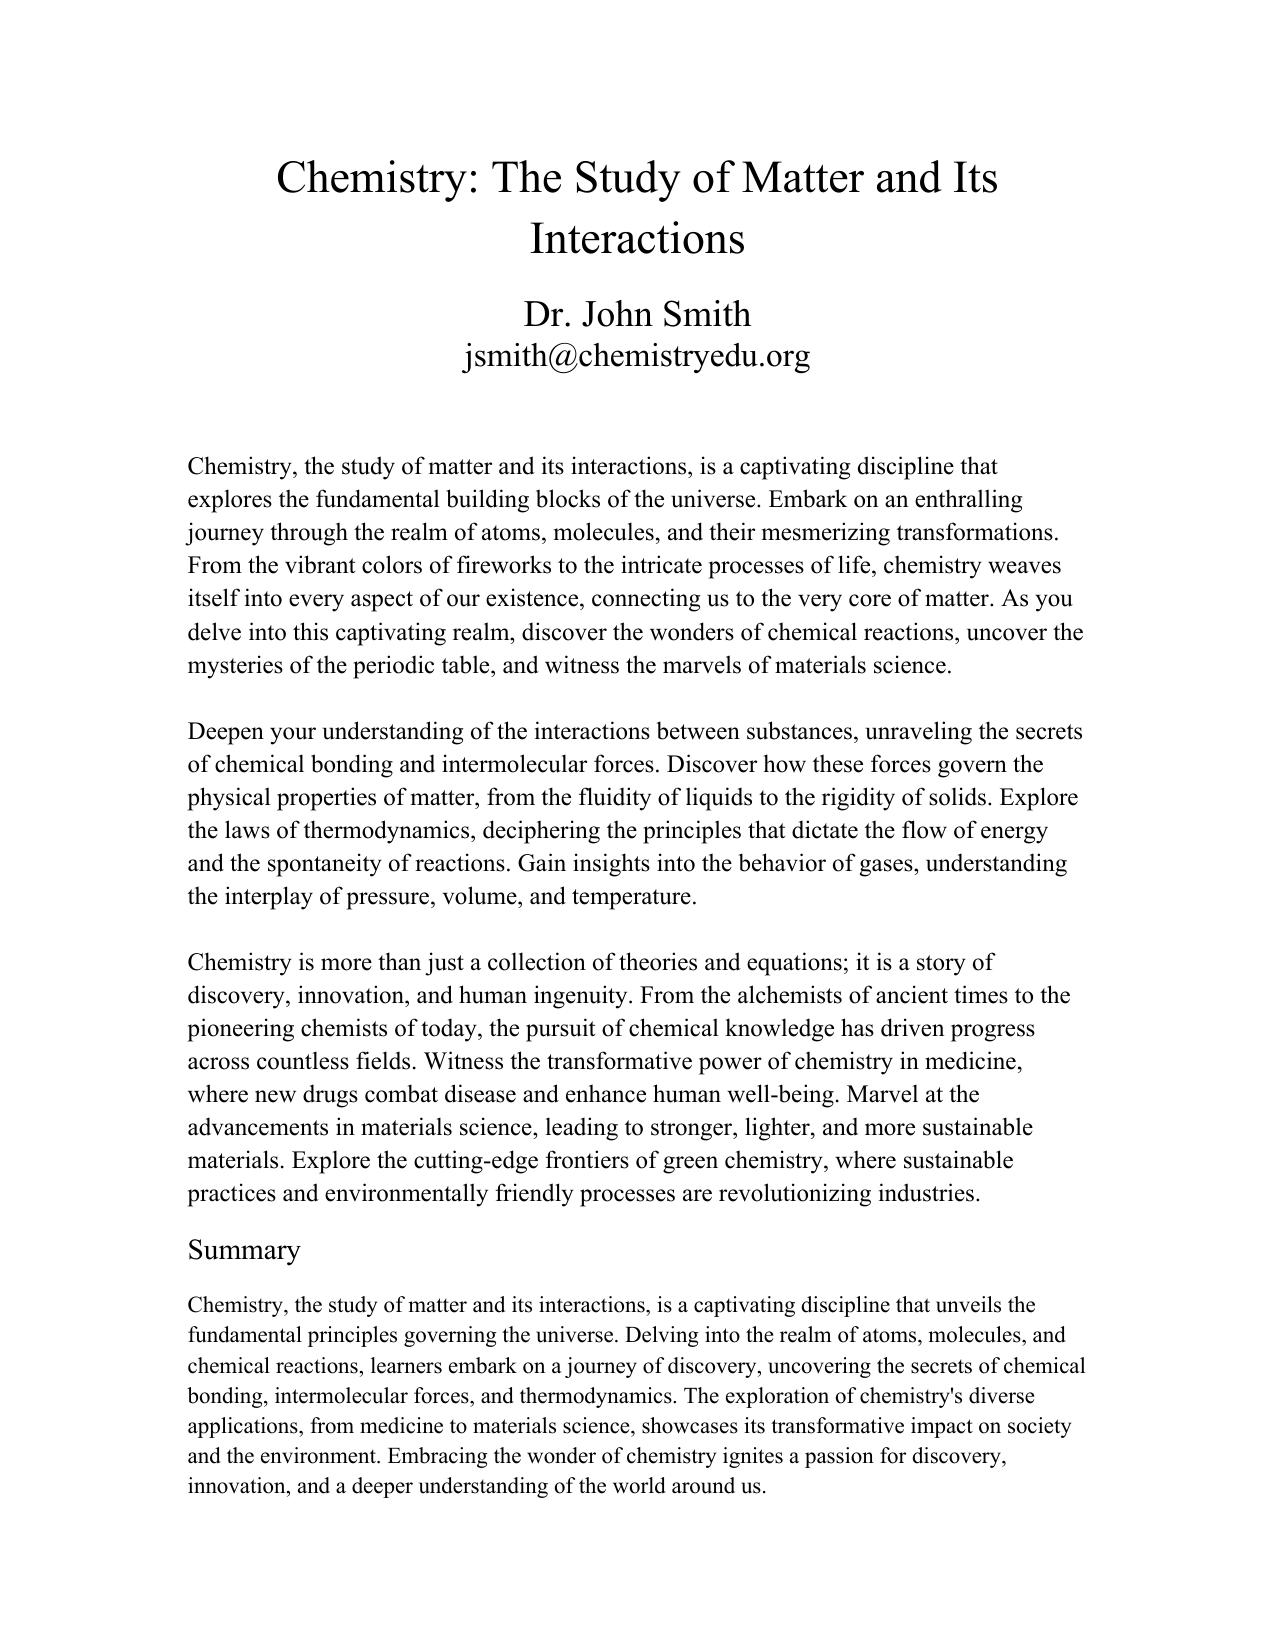 Chemistry: The Study of Matter and Its
Interactions
Dr. John Smith
jsmith@chemistryedu.org
Chemistry, the study of matter and its interactions, is a captivating discipline that
explores the fundamental building blocks of the universe. Embark on an enthralling
journey through the realm of atoms, molecules, and their mesmerizing transformations.
From the vibrant colors of fireworks to the intricate processes of life, chemistry weaves
itself into every aspect of our existence, connecting us to the very core of matter. As you
delve into this captivating realm, discover the wonders of chemical reactions, uncover the
mysteries of the periodic table, and witness the marvels of materials science.
Deepen your understanding of the interactions between substances, unraveling the secrets
of chemical bonding and intermolecular forces. Discover how these forces govern the
physical properties of matter, from the fluidity of liquids to the rigidity of solids. Explore
the laws of thermodynamics, deciphering the principles that dictate the flow of energy
and the spontaneity of reactions. Gain insights into the behavior of gases, understanding
the interplay of pressure, volume, and temperature.
Chemistry is more than just a collection of theories and equations; it is a story of
discovery, innovation, and human ingenuity. From the alchemists of ancient times to the
pioneering chemists of today, the pursuit of chemical knowledge has driven progress
across countless fields. Witness the transformative power of chemistry in medicine,
where new drugs combat disease and enhance human well-being. Marvel at the
advancements in materials science, leading to stronger, lighter, and more sustainable
materials. Explore the cutting-edge frontiers of green chemistry, where sustainable
practices and environmentally friendly processes are revolutionizing industries.
Summary
Chemistry, the study of matter and its interactions, is a captivating discipline that unveils the
fundamental principles governing the universe. Delving into the realm of atoms, molecules, and
chemical reactions, learners embark on a journey of discovery, uncovering the secrets of chemical
bonding, intermolecular forces, and thermodynamics. The exploration of chemistry's diverse
applications, from medicine to materials science, showcases its transformative impact on society
and the environment. Embracing the wonder of chemistry ignites a passion for discovery,
innovation, and a deeper understanding of the world around us.